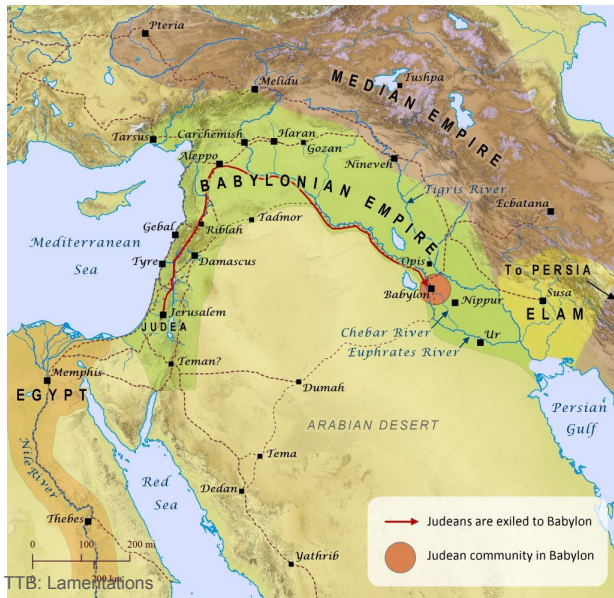 Pteria
Melidu
Tushpa
MEDIAN EMPIRE
Tarsus
Carchemish
Haran
Gozan
Aleppo
Nineveh
BABYLONIAN EMPIRE
Tigris River
Ecbatana
Mediterranean
Sea
Gebal
Riblah
Tadmor
Tyre
Damascus
Opis
To PERSIA
Babylon
Nippur
Susa
ELAM
Jerusalem
JUDEA
Chebar River
Euphrates River
Ur
Teman?
Memphis
EGYPT
Dumah
Persian
Gulf
ARABIAN DESERT
Nile River
Red
Sea
Tema
Dedan
Thebes
Yathrib
0 100 200 mi
200 km
TTB: Lamentations
Judeans are exiled to Babylon
Judean community in Babylon